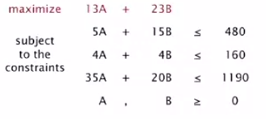 maximize 13A + 23B
5A + 15B ≤ 480
subject to the constraints 4A + 4B ≤ 160
35A + 20B ≤ 1190
A , B ≥ 0